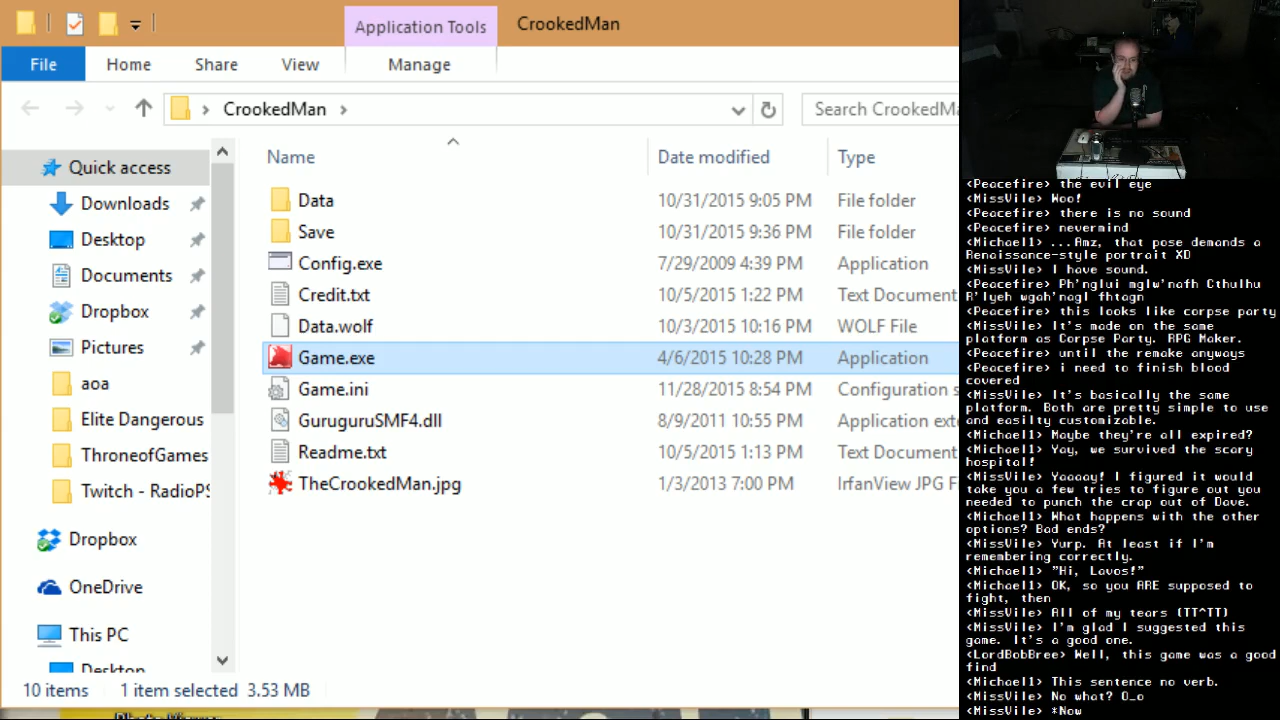 Application Tools
CrookedMan
File
Home
Share
View
Manage
CrookedMan
Search CrookedMa
Name
Date modified
Type
Quick access
Downloads
Desktop
Documents
Dropbox
Pictures
aoa
Elite Dangerous
ThroneofGames
Twitch - RadioPS
Dropbox
OneDrive
This PC
Desktop
Data 10/31/2015 9:05 PM File folder
Save 10/31/2015 9:36 PM File folder
Config.exe 7/29/2009 4:39 PM Application
Credit.txt 10/5/2015 1:22 PM Text Document
Data.wolf 10/3/2015 10:16 PM WOLF File
Game.exe 4/6/2015 10:28 PM Application
Game.ini 11/28/2015 8:54 PM Configuration s
GuruguruSMF4.dll 8/9/2011 10:55 PM Application exte
Readme.txt 10/5/2015 1:13 PM Text Document
TheCrookedMan.jpg 1/3/2013 7:00 PM IrfanView JPG F
10 items 1 item selected 3.53 MB
<Peacefire> the evil eye
<MissVile> Woo!
<Peacefire> there is no sound
<Peacefire> nevermind
<Michael1> ...Amz, that pose demands a
Renaissance-style portrait XD
<MissVile> I have sound.
<Peacefire> Ph'nglui mglw'nafh Cthulhu
R'lyeh wgah'nagl fhtagn
<Peacefire> this looks like corpse party
<MissVile> It's made on the same
platform as Corpse Party. RPG Maker.
<Peacefire> until the remake anyways
<Peacefire> i need to finish blood
covered
<MissVile> It's basically the same
platform. Both are pretty simple to use
and easilty customizable.
<Michael1> Maybe they're all expired?
<Michael1> Yay, we survived the scary
hospital!
<MissVile> Yaaaay! I figured it would
take you a few tries to figure out you
needed to punch the crap out of Dave.
<Michael1> What happens with the other
options? Bad ends?
<MissVile> Yurp. At least if I'm
remembering correctly.
<Michael1> "Hi, Lavos!"
<Michael1> OK, so you ARE supposed to
fight, then
<MissVile> All of my tears (TT^TT)
<MissVile> I'm glad I suggested this
game. It's a good one.
<LordBobBree> Well, this game was a good
find
<Michael1> This sentence no verb.
<MissVile> No what? O_o
<MissVile> *Now